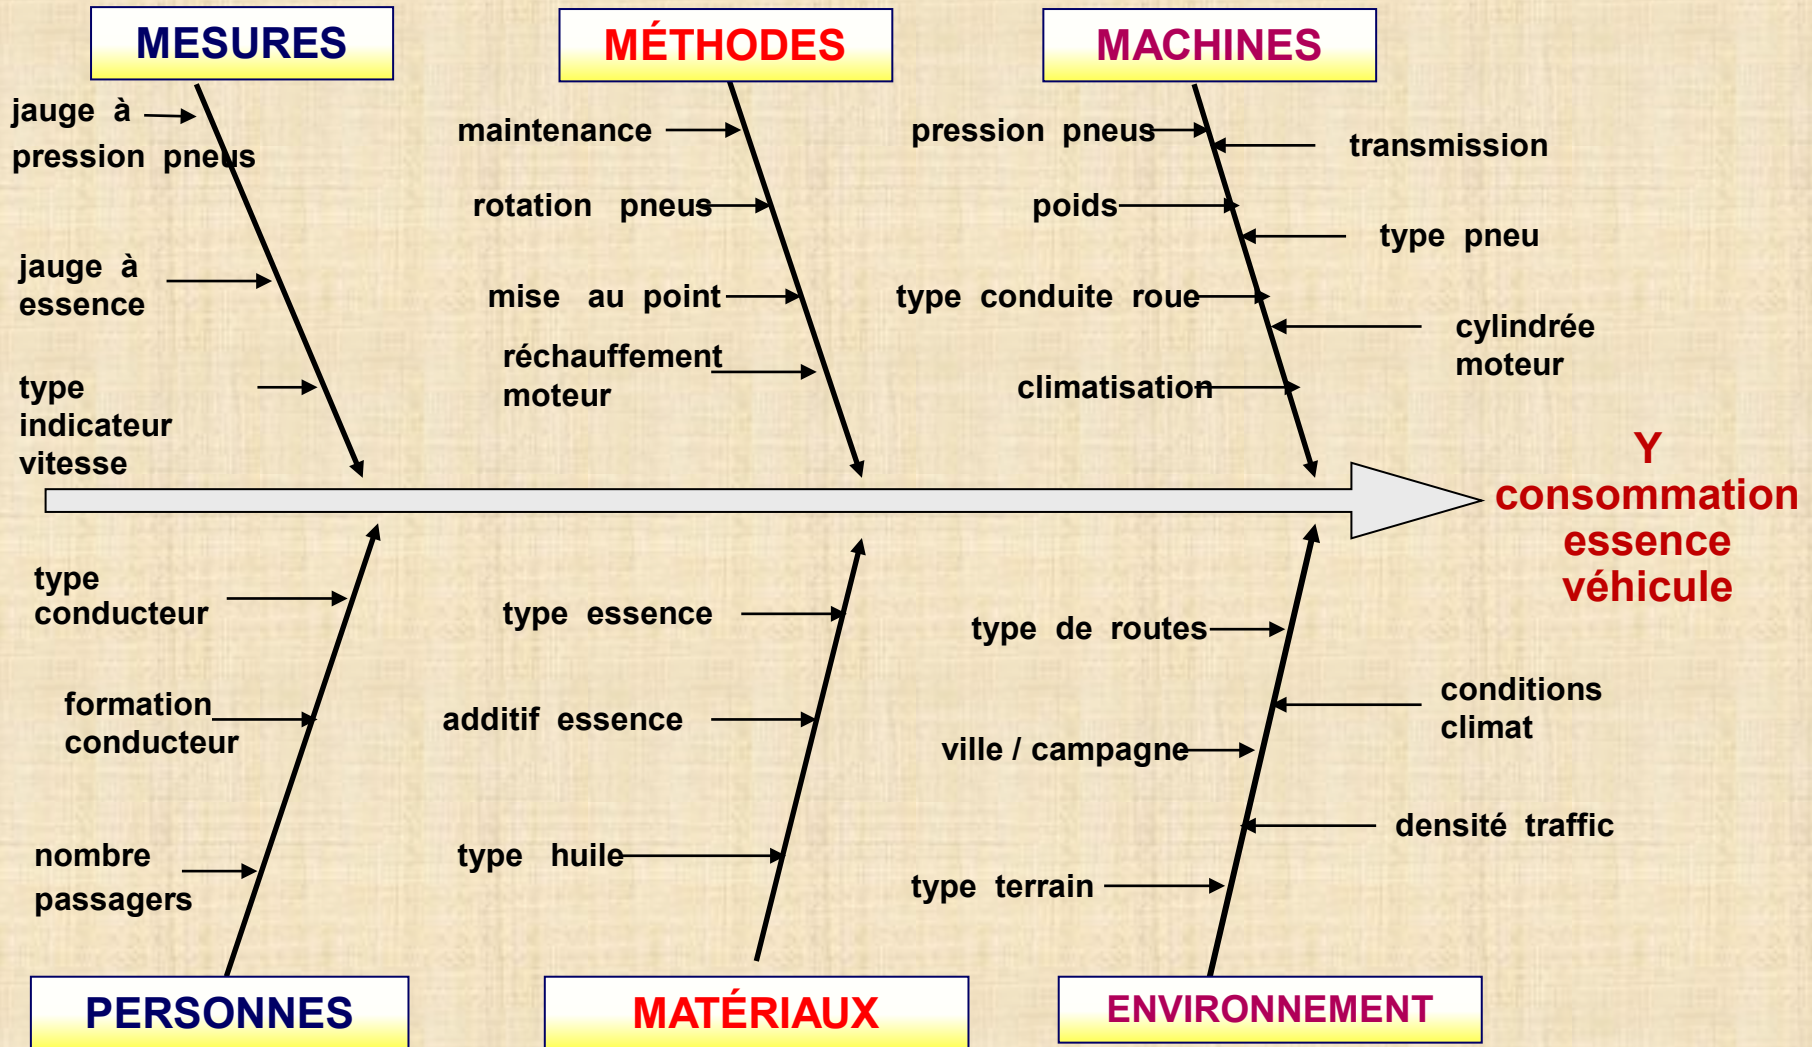 MESURES
MÉTHODES
MACHINES
jauge à
pression pneus
jauge à
essence
type
indicateur
vitesse
maintenance
rotation pneus
mise au point
réchauffement
moteur
pression pneus
transmission
poids
type pneu
type conduite roue
cylindrée
moteur
climatisation
Y
consommation
essence
véhicule
type
conducteur
formation
conducteur
nombre
passagers
type essence
additif essence
type huile
type de routes
conditions
climat
ville / campagne
densité traffic
type terrain
PERSONNES
MATÉRIAUX
ENVIRONNEMENT